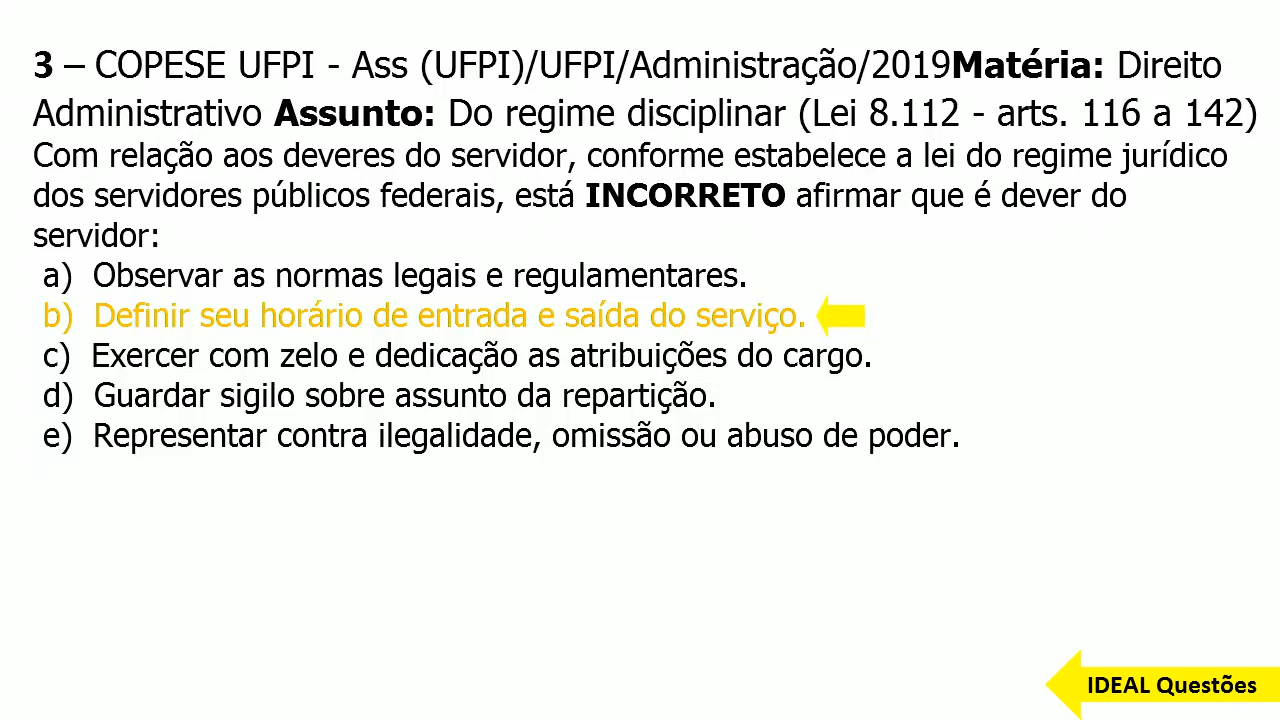 3 – COPESE UFPI - Ass (UFPI)/UFPI/Administração/2019Matéria: Direito
Administrativo Assunto: Do regime disciplinar (Lei 8.112 - arts. 116 a 142)
Com relação aos deveres do servidor, conforme estabelece a lei do regime jurídico
dos servidores públicos federais, está INCORRETO afirmar que é dever do
servidor:
a) Observar as normas legais e regulamentares.
b) Definir seu horário de entrada e saída do serviço.
c) Exercer com zelo e dedicação as atribuições do cargo.
d) Guardar sigilo sobre assunto da repartição.
e) Representar contra ilegalidade, omissão ou abuso de poder.
IDEAL Questões